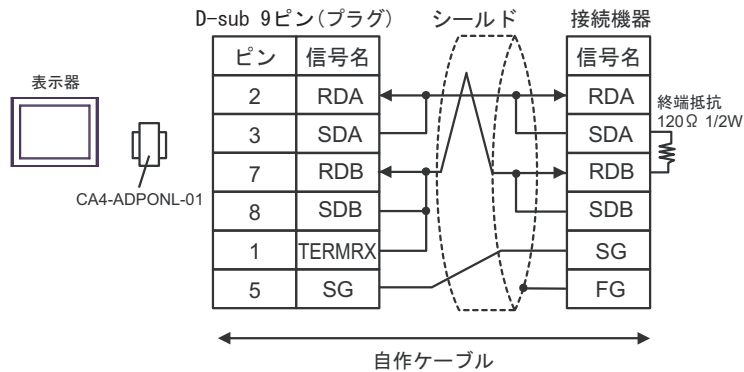 D-sub 9ピン(プラグ) シールド 接続機器
ピン 信号名 信号名
表示器
2 RDA RDA
終端抵抗
120Ω 1/2W
3 SDA SDA
7 RDB RDB
CA4-ADPONL-01
8 SDB SDB
1 TERMRX SG
5 SG FG
自作ケーブル